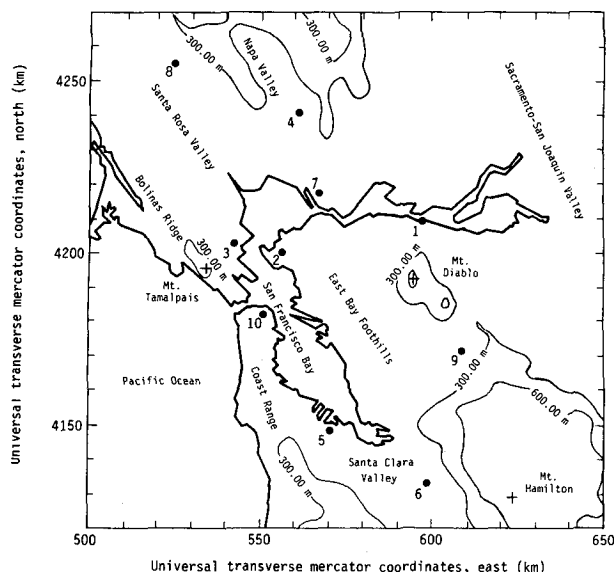 4250
4200
4150
500
550
600
650
Universal transverse mercator coordinates, north (km)
Universal transverse mercator coordinates, east (km)
300.00 m
Napa Valley
8
4
Santa Rosa Valley
Sacramento-San Joaquin Valley
Bolinas Ridge
7
1
3
2
300.00 m
Mt.
Tamalpais
Mt.
Diablo
300.00 m
San Francisco Bay
East Bay Foothills
10
9
Pacific Ocean
Coast Range
300.00 m
600.00 m
5
300.00 m
Santa Clara
Valley
6
Mt.
Hamilton